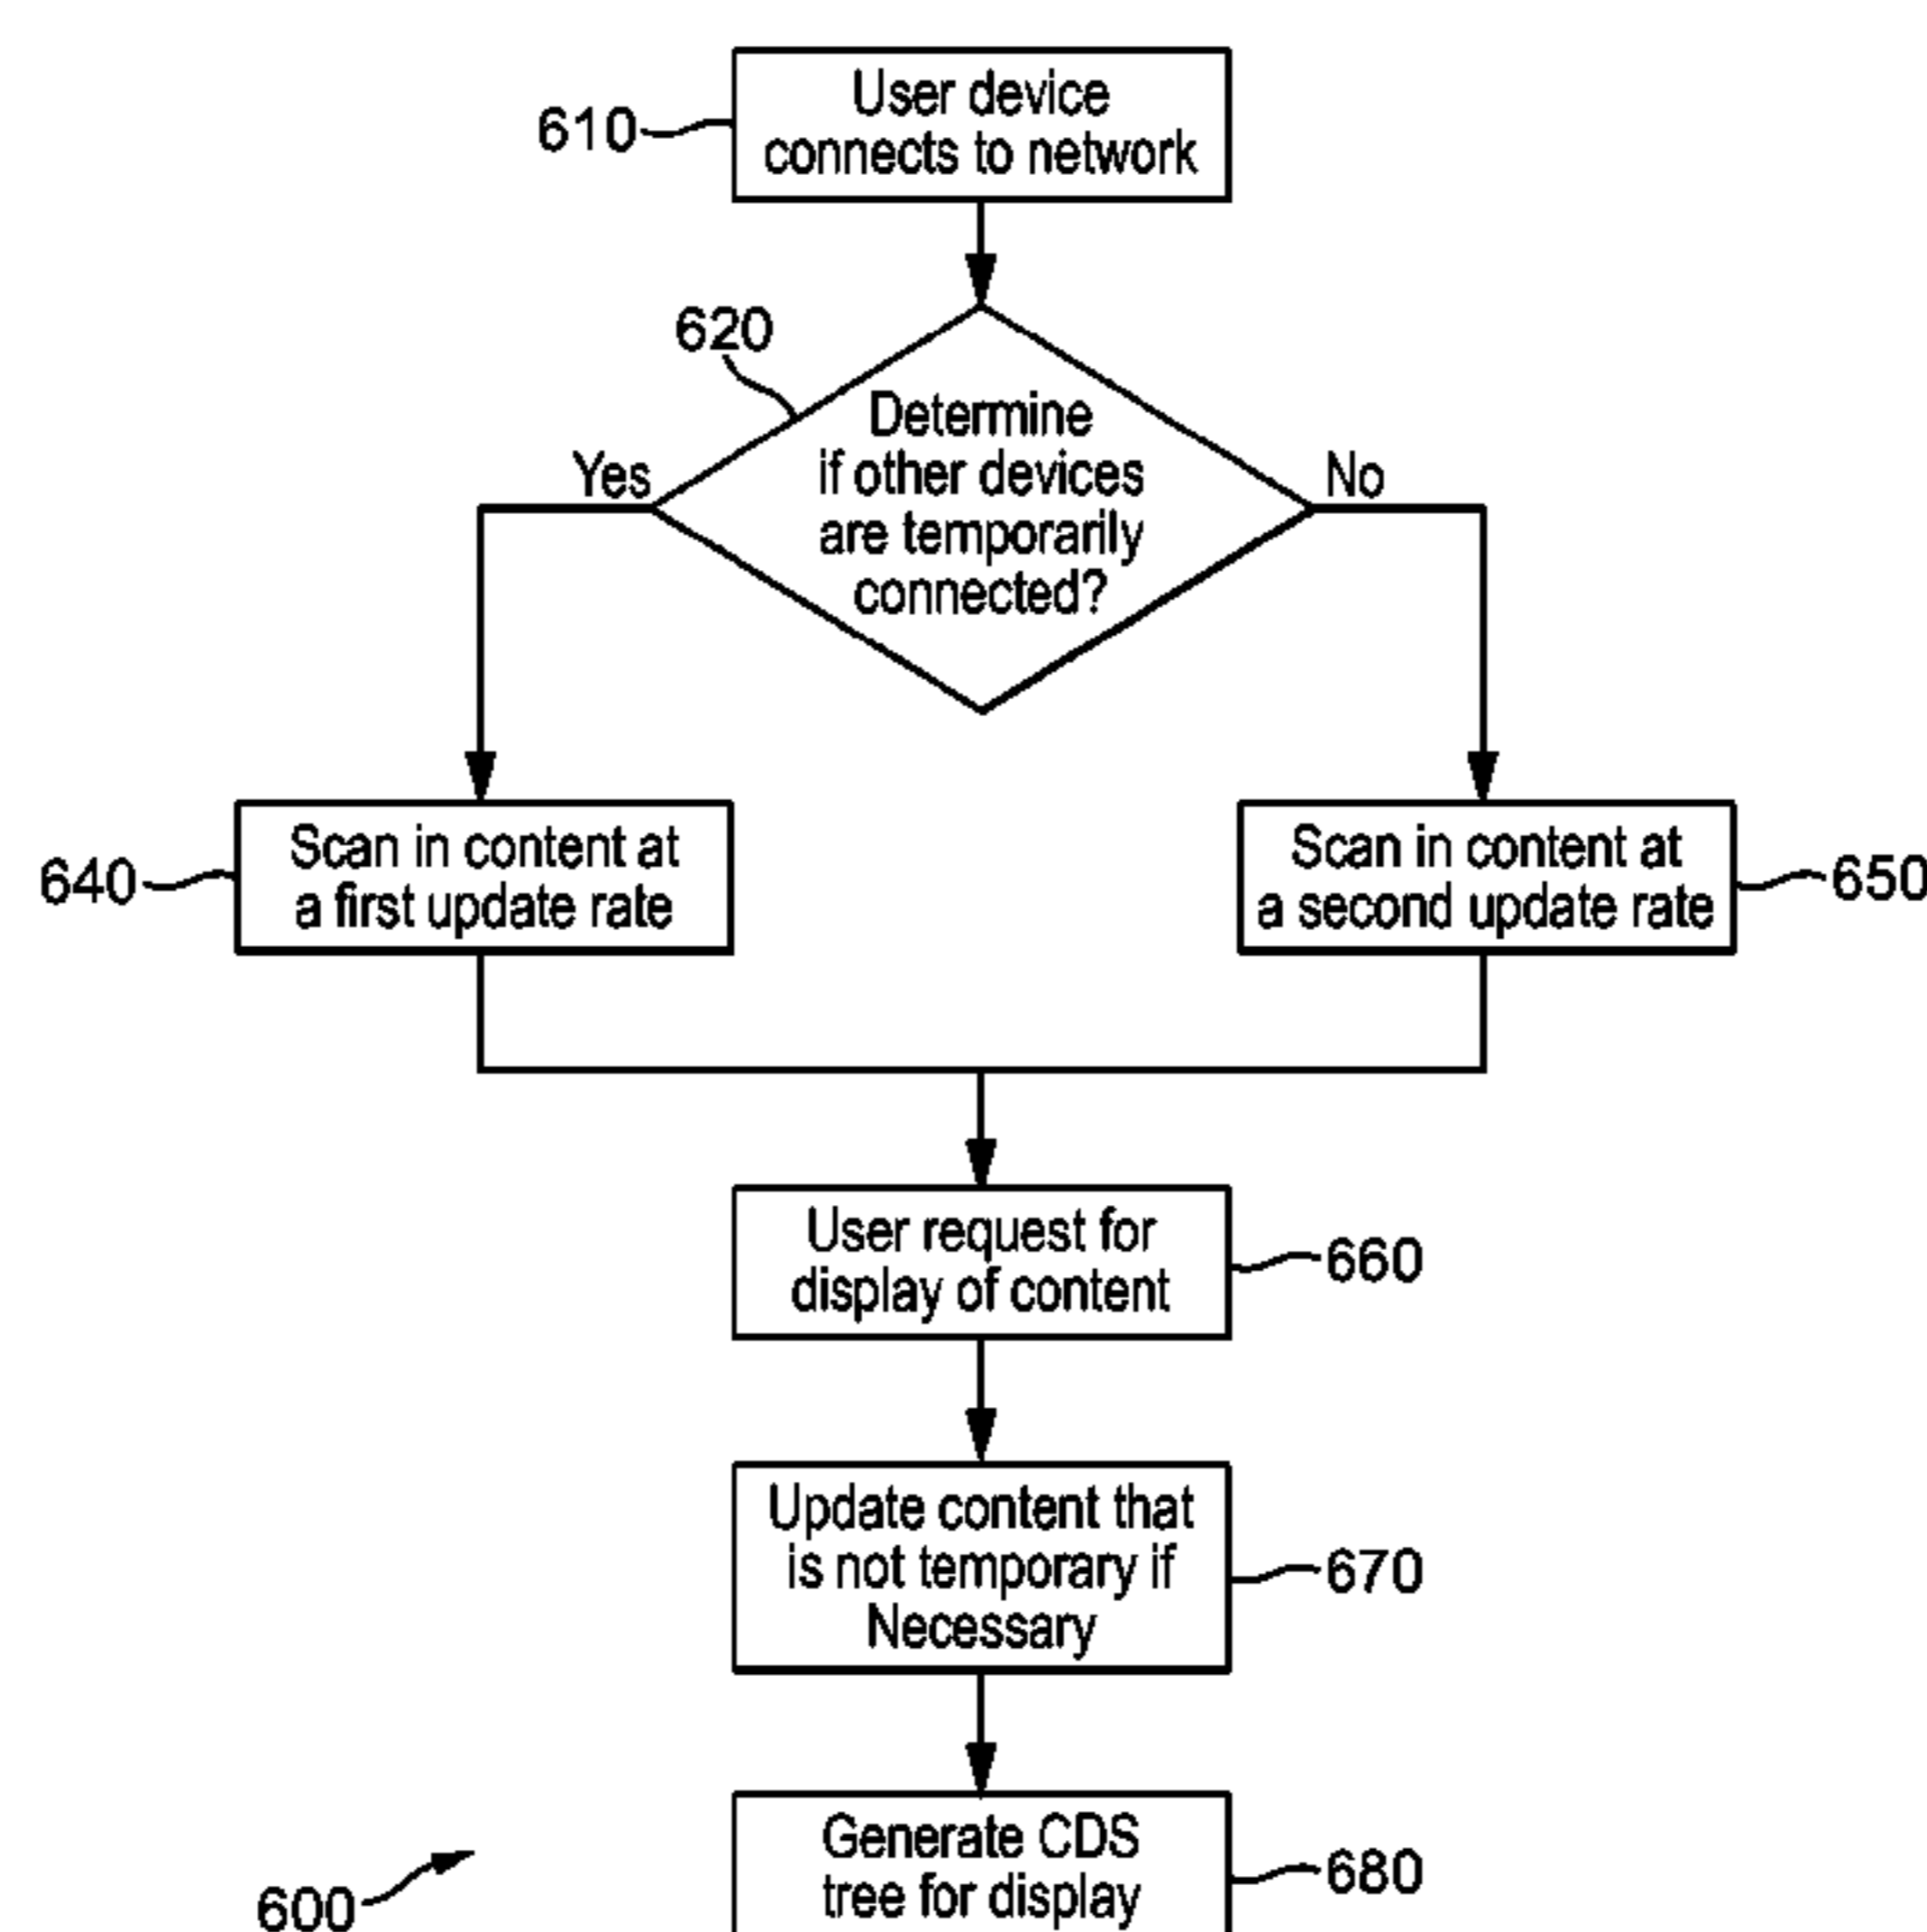 User device
connects to network
610
620
Determine
if other devices
are temporarily
connected?
Yes
No
Scan in content at
a first update rate
640
Scan in content at
a second update rate
650
User request for
display of content
660
Update content that
is not temporary if
Necessary
670
Generate CDS
tree for display
680
600